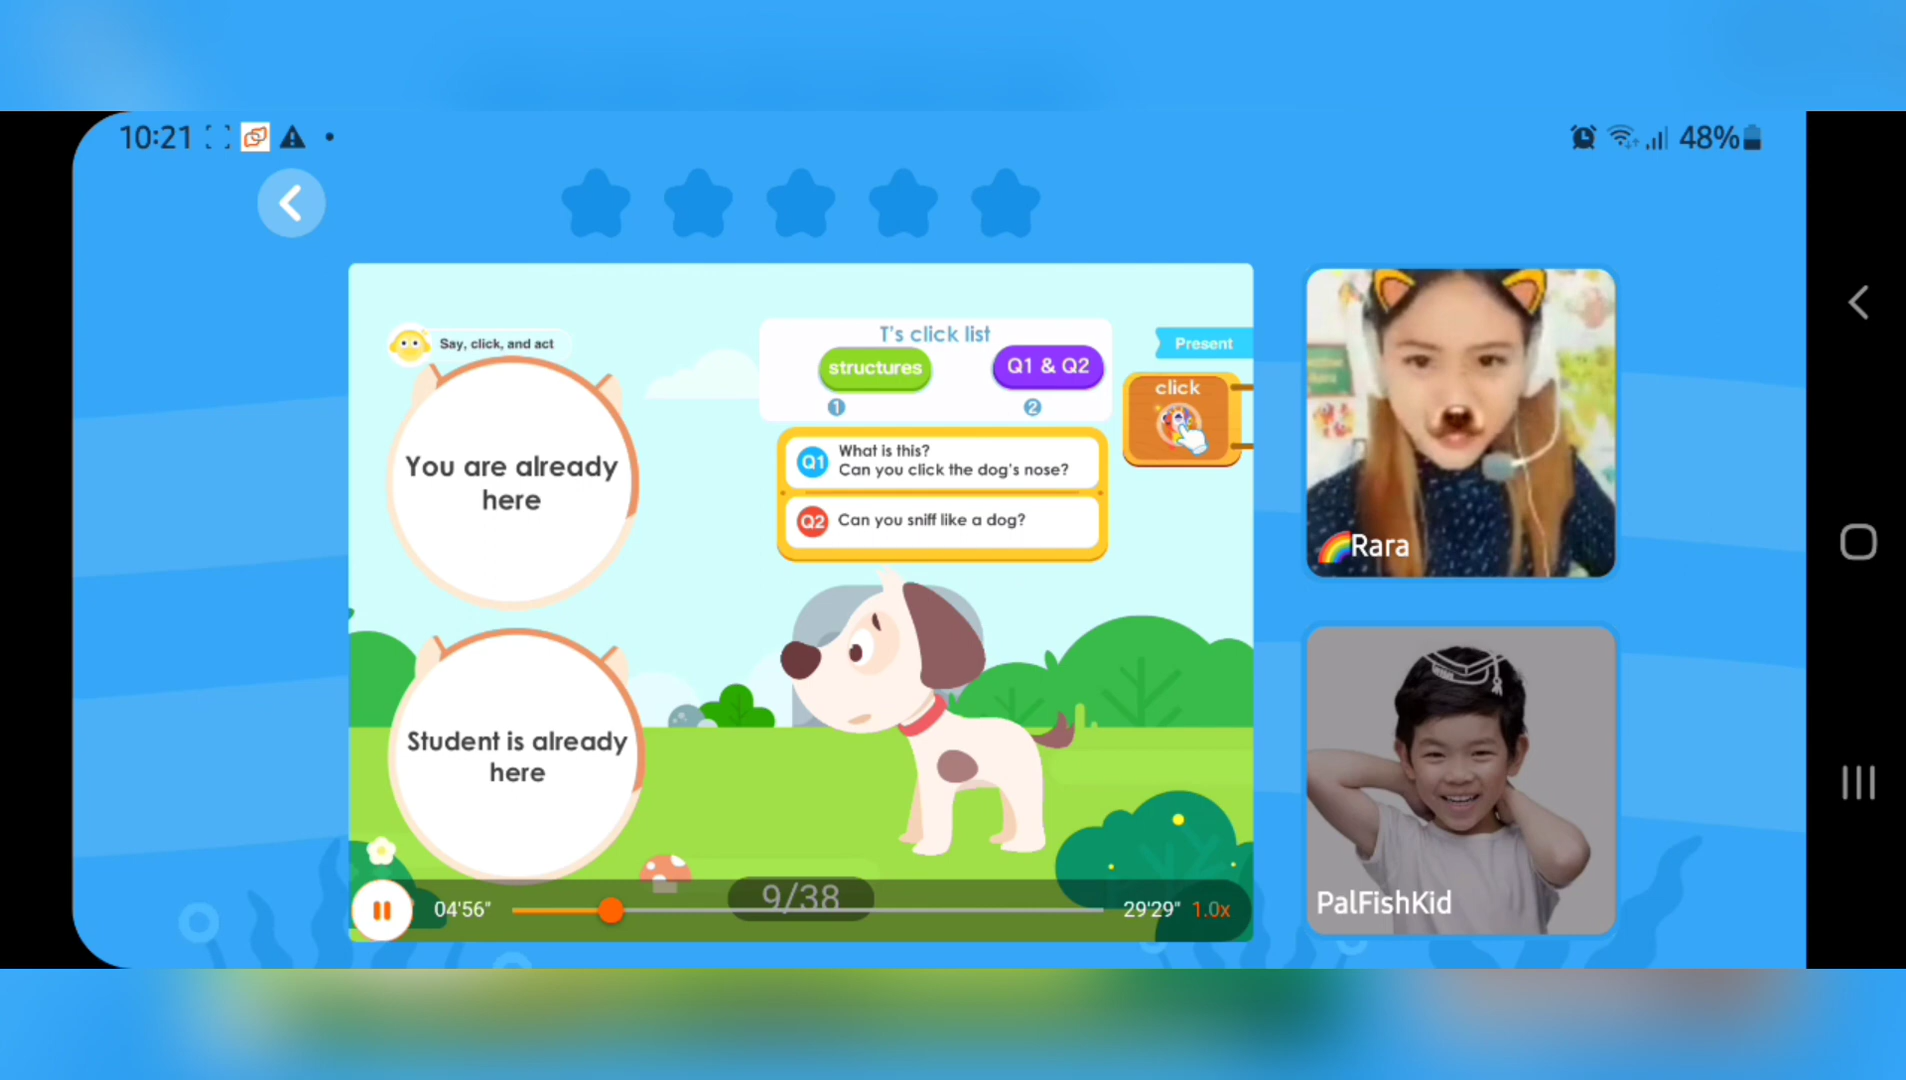 10:21
48%
Say, click, and act
T's click list
structures
Q1 & Q2
1
2
Present
click
You are already
here
Q1
What is this?
Can you click the dog's nose?
Q2
Can you sniff like a dog?
Rara
Student is already
here
PalFishKid
04'56"
9/38
29'29"
1.0x